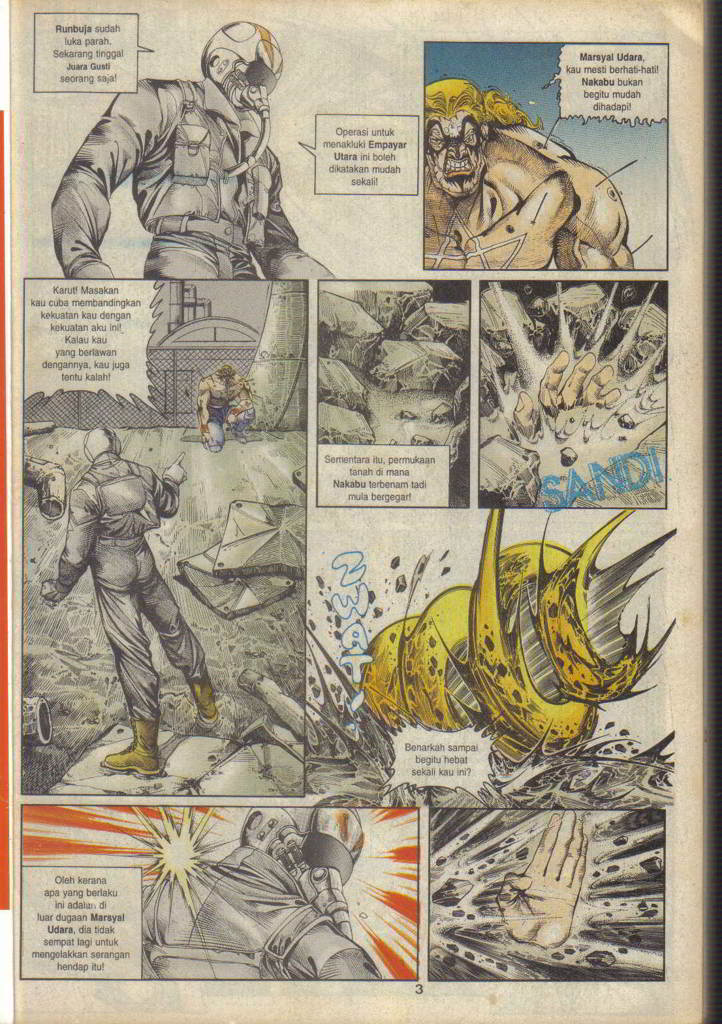 Runbuja sudah
luka parah.
Sekarang tinggal
Juara Gusti
seorang saja!
Operasi untuk
menakluki Empayar
Utara ini boleh
dikatakan mudah
sekali!
Marsyal Udara,
kau mesti berhati-hati!
Nakabu bukan
begitu mudah
dihadapi!
Karut! Masakan
kau cuba membandingkan
kekuatan kau dengan
kekuatan aku ini!
Kalau kau
yang berlawan
dengannya, kau juga
tentu kalah!
Sementara itu, permukaan
tanah di mana
Nakabu terbenam tadi
mula bergegar!
SANDI
ZWAT
Benarkah sampai
begitu hebat
sekali kau ini?
Oleh kerana
apa yang berlaku
ini adalah di
luar dugaan Marsyal
Udara, dia tidak
sempat lagi untuk
mengelakkan serangan
hendap itu!
3